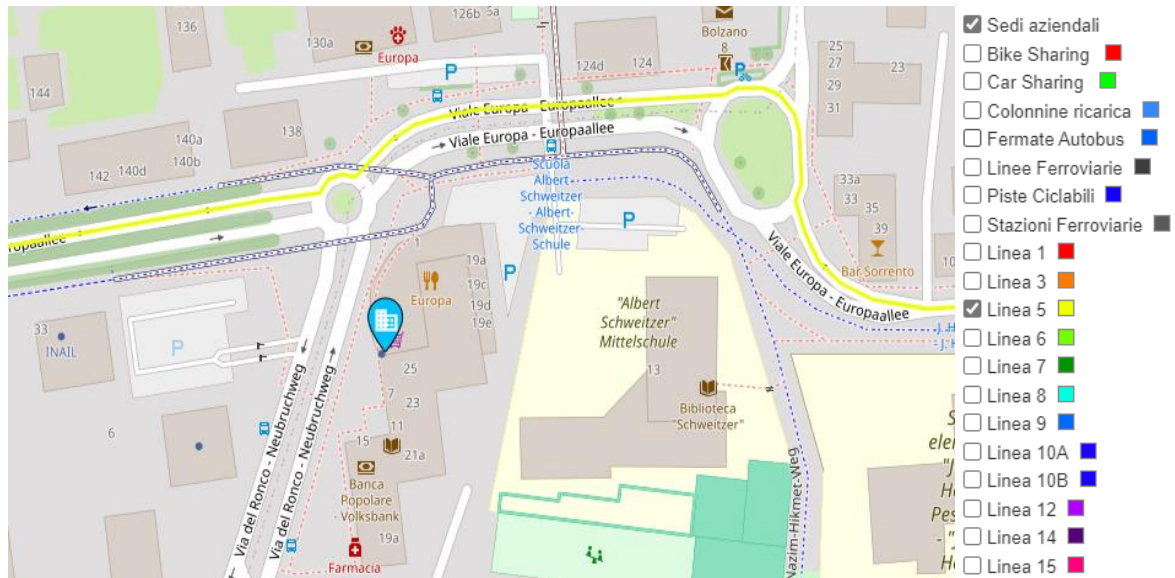 136
130a
Europa
126b
5a
P
Bolzano
8
124d
124
25
27
29
31
23
144
140a
138
140b
142
140d
Viale Europa - Europaallee
Viale Europa - Europaallee
P
Scuola
Albert
Schweitzer
- Albert-
Schweitzer-
Schule
P
33a
33
35
39
Bar Sorrento
Viale Europa - Europaallee
1
19a
19c
19d
19e
Europa
P
33
INAIL
P
6
25
7
23
11
15
21a
Banca
Popolare
- Volksbank
19a
Farmacia
Via del Ronco - Neubruchweg
Via del Ronco - Neubruchweg
"Albert
Schweitzer"
Mittelschule
13
Biblioteca
"Schweitzer"
Nazim-Hikmet-Weg
Sedi aziendali
Bike Sharing
Car Sharing
Colonnine ricarica
Fermate Autobus
Linee Ferroviarie
Piste Ciclabili
Stazioni Ferroviarie
Linea 1
Linea 3
Linea 5
Linea 6
Linea 7
Linea 8
Linea 9
Linea 10A
Linea 10B
Linea 12
Linea 14
Linea 15